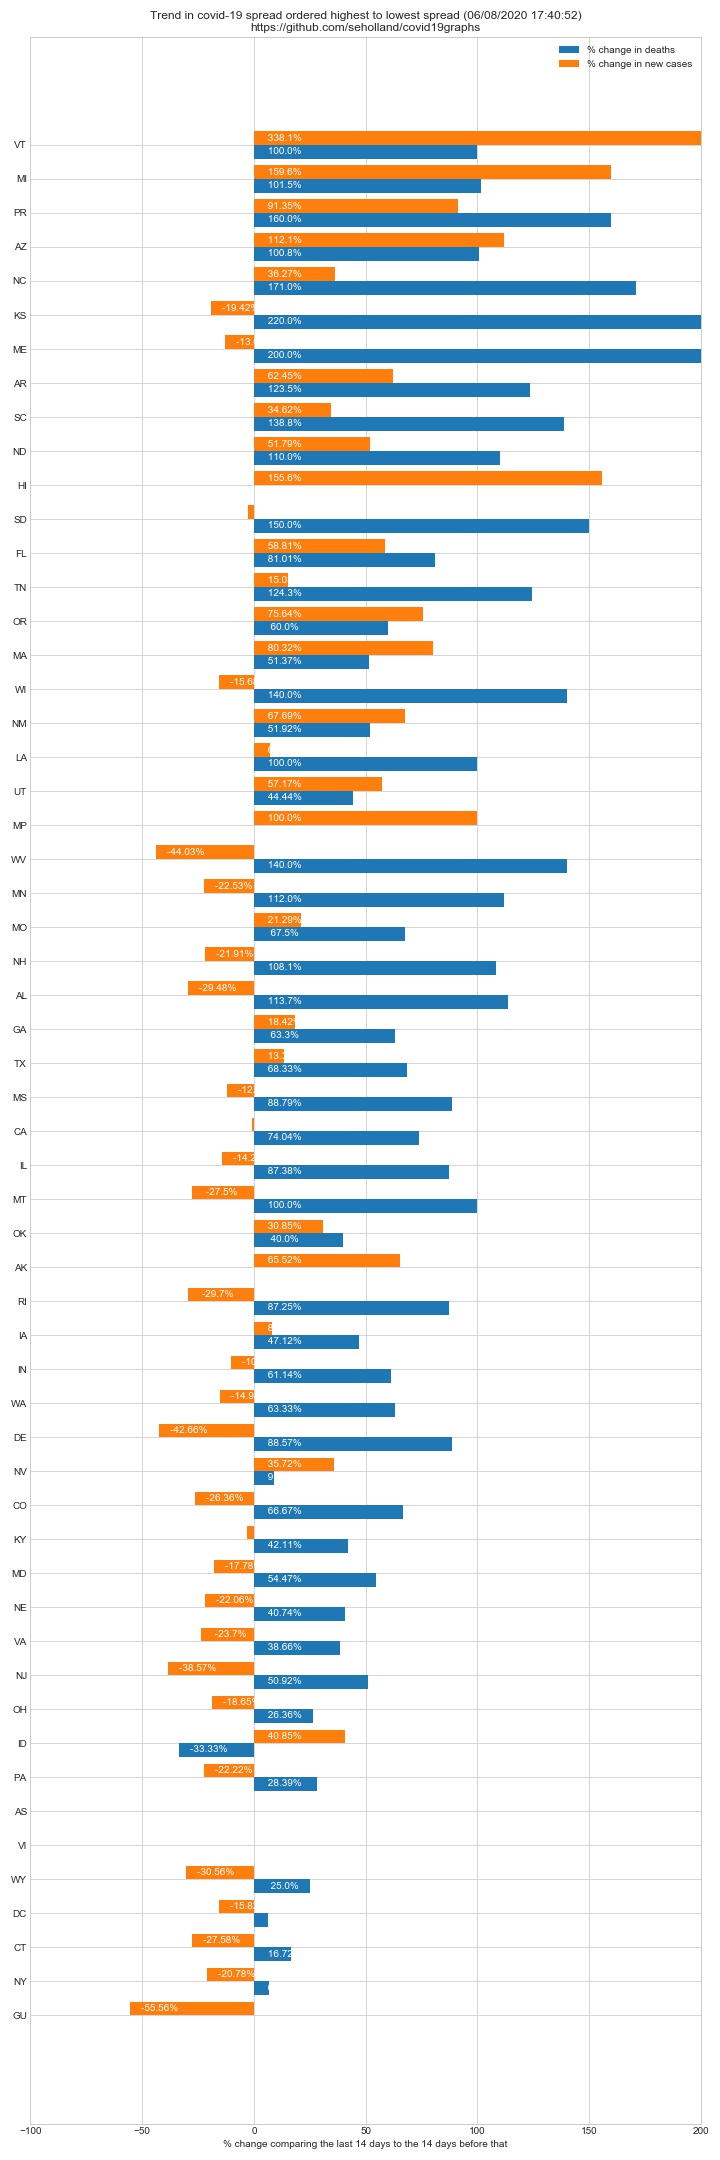 Trend in covid-19 spread ordered highest to lowest spread (06/08/2020 17:40:52)
https://github.com/seholland/covid19graphs
% change in deaths
% change in new cases
338.1%
VT
100.0%
159.6%
MI
101.5%
91.35%
PR
160.0%
112.1%
AZ
100.8%
36.27%
NC
171.0%
-19.42%
KS
220.0%
ME
200.0%
62.45%
AR
123.5%
34.62%
SC
138.8%
51.79%
ND
110.0%
155.6%
HI
SD
150.0%
58.81%
FL
81.01%
TN
124.3%
75.64%
OR
60.0%
80.32%
MA
51.37%
WI
140.0%
67.69%
NM
51.92%
LA
100.0%
57.17%
UT
44.44%
100.0%
MP
-44.03%
WV
140.0%
-22.53%
MN
112.0%
21.29%
MO
67.5%
-21.91%
NH
108.1%
-29.48%
AL
113.7%
18.42%
GA
63.3%
TX
68.33%
MS
88.79%
CA
74.04%
IL
87.38%
-27.5%
MT
100.0%
30.85%
OK
40.0%
65.52%
AK
-29.7%
RI
87.25%
IA
47.12%
IN
61.14%
WA
63.33%
-42.66%
DE
88.57%
35.72%
NV
-26.36%
CO
66.67%
KY
42.11%
-17.78%
MD
54.47%
-22.06%
NE
40.74%
-23.7%
VA
38.66%
-38.57%
NJ
50.92%
-18.65%
OH
26.36%
40.85%
ID
-33.33%
-22.22%
PA
28.39%
AS
VI
-30.56%
WY
25.0%
DC
-27.58%
CT
16.72
-20.78%
NY
-55.56%
GU
−100 −50 0 50 100 150 200
% change comparing the last 14 days to the 14 days before that